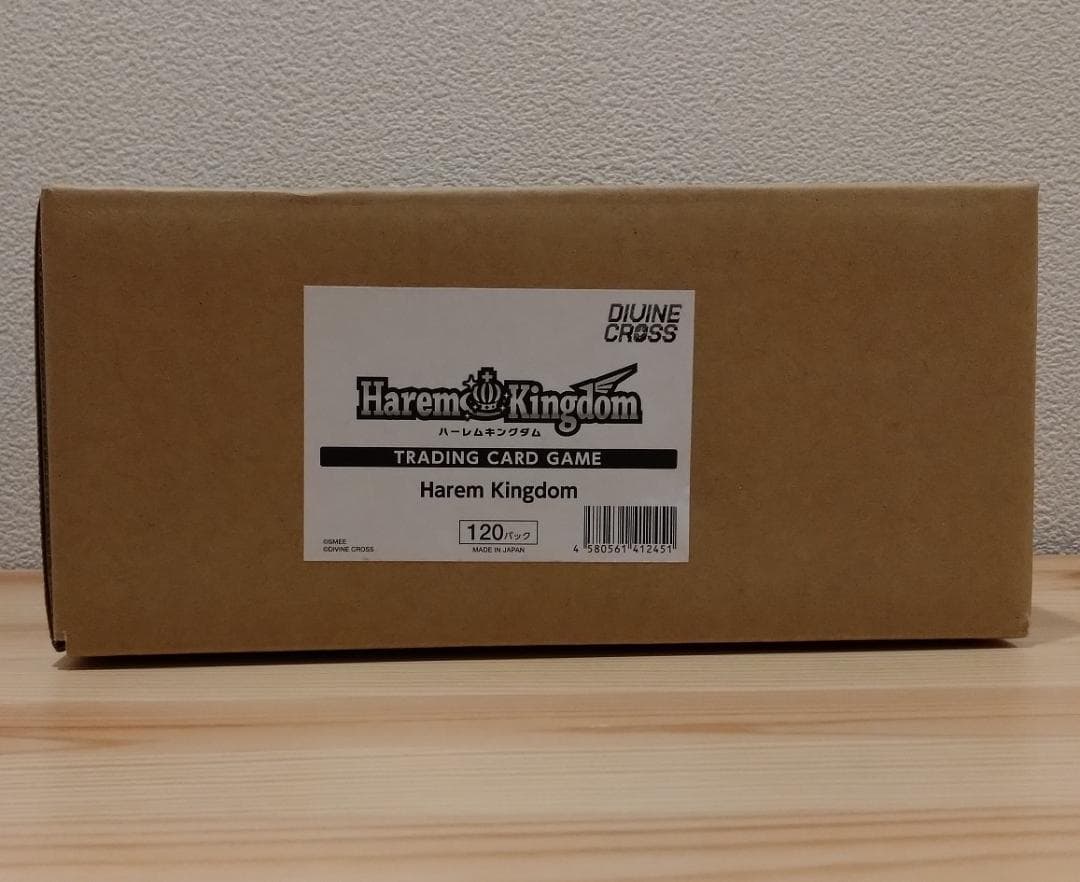 DIVINE
CROSS
Harem Kingdom
ハーレムキングダム
TRADING CARD GAME
Harem Kingdom
120パック
MADE IN JAPAN
©SMEE
©DIVINE CROSS
4 580561 412451